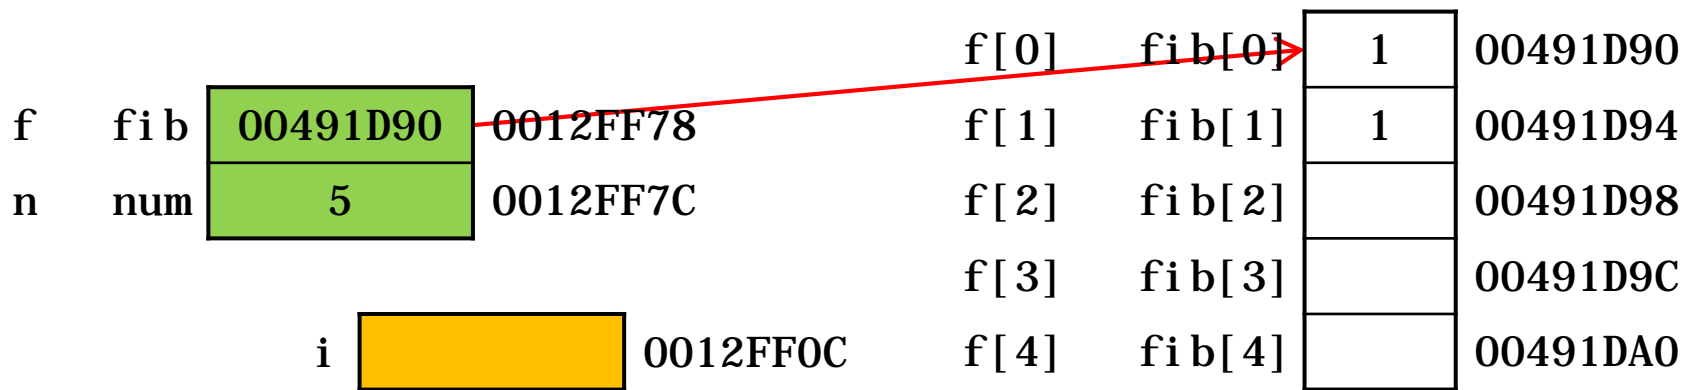 f[0] fib[0] 1 00491D90
f fib 00491D90 0012FF78 f[1] fib[1] 1 00491D94
n num 5 0012FF7C f[2] fib[2] 00491D98
f[3] fib[3] 00491D9C
i 0012FF0C f[4] fib[4] 00491DA0